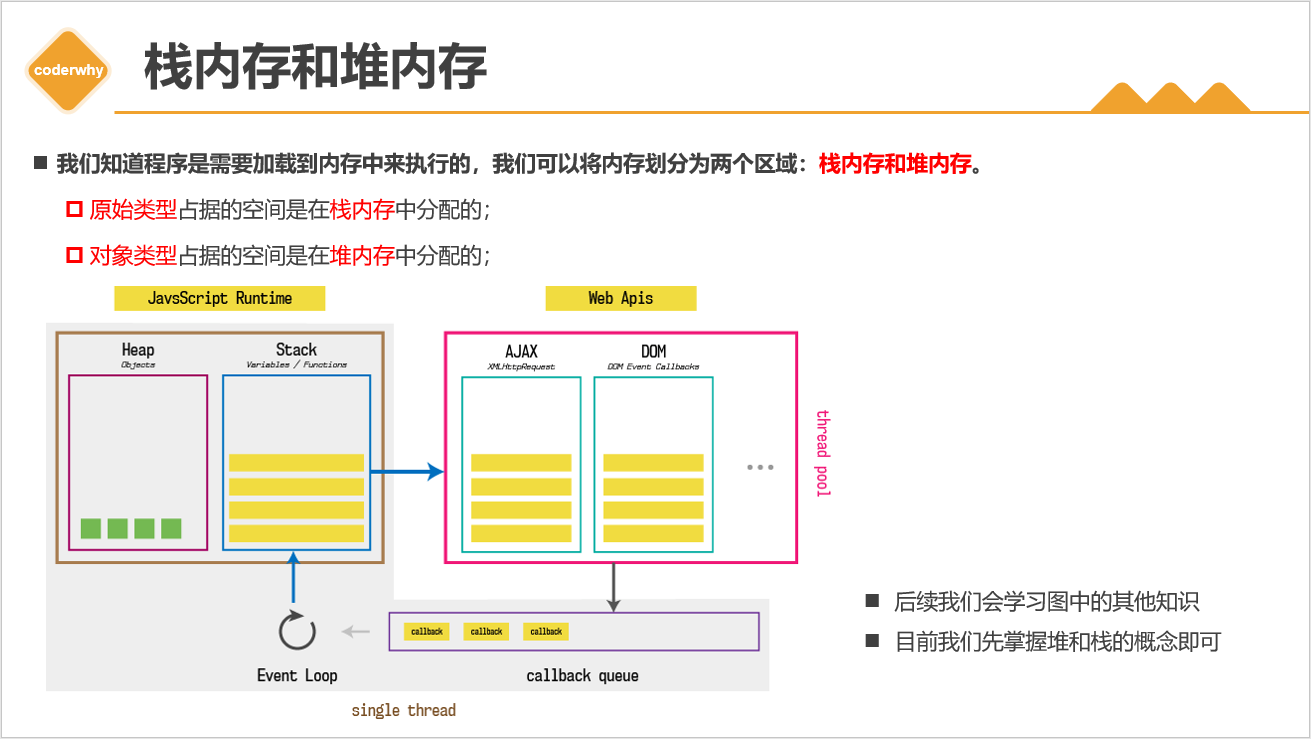 coderwhy
栈内存和堆内存
我们知道程序是需要加载到内存中来执行的，我们可以将内存划分为两个区域：栈内存和堆内存。
原始类型占据的空间是在栈内存中分配的；
对象类型占据的空间是在堆内存中分配的；
JavsScript Runtime
Web Apis
Heap
Objects
Stack
Variables / Functions
AJAX
XMLHttpRequest
DOM
DOM Event Callbacks
thread pool
callback callback callback
Event Loop
callback queue
single thread
后续我们会学习图中的其他知识
目前我们先掌握堆和栈的概念即可